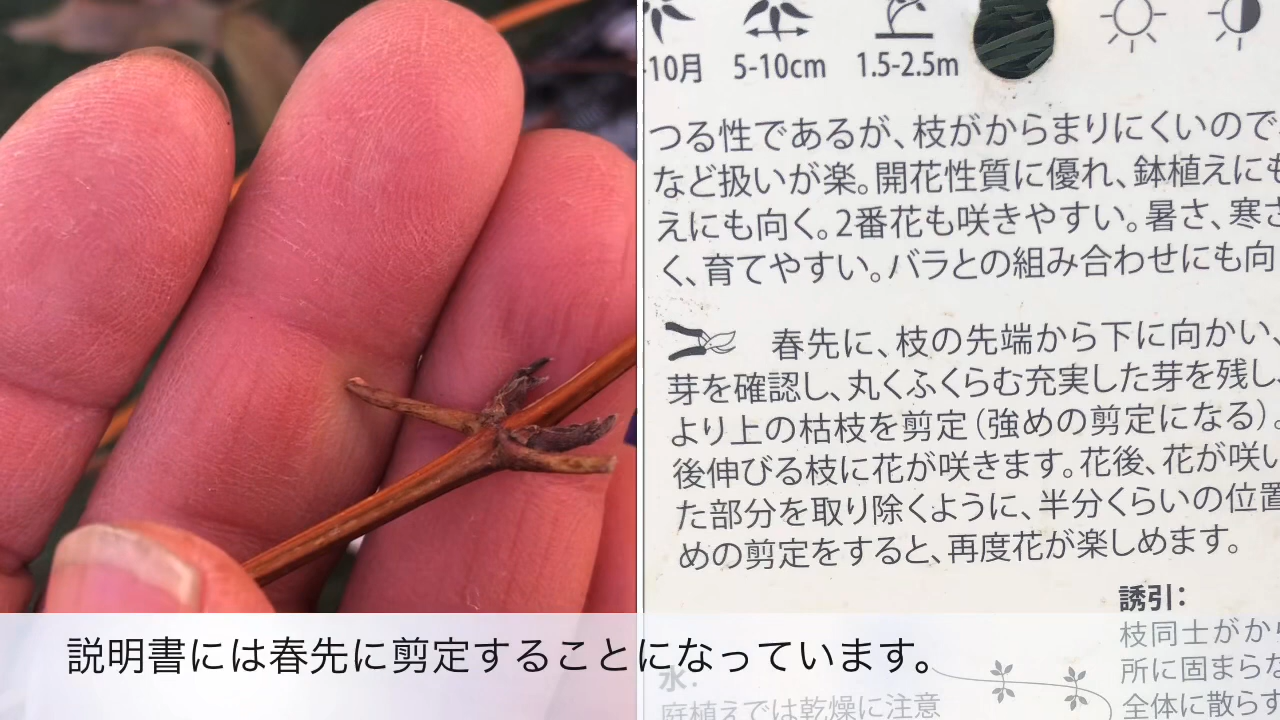 -10月 5-10cm 1.5-2.5m
つる性であるが、枝がからまりにくいので
など扱いが楽。開花性質に優れ、鉢植えにも
えにも向く。2番花も咲きやすい。暑さ、寒さ
く、育てやすい。バラとの組み合わせにも向
春先に、枝の先端から下に向かい、
芽を確認し、丸くふくらむ充実した芽を残し、
より上の枯枝を剪定(強めの剪定になる)。
後伸びる枝に花が咲きます。花後、花が咲い
た部分を取り除くように、半分くらいの位置
めの剪定をすると、再度花が楽しめます。
誘引:
枝同士がか
所に固まらな
全体に散らす
水:
庭植えでは乾燥に注意
説明書には春先に剪定することになっています。